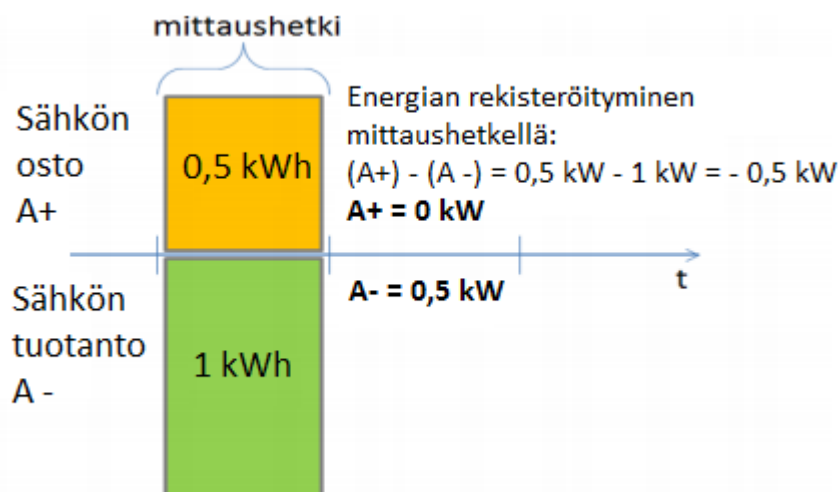 mittaushetki
Sähkön
osto
A+
0,5 kWh
Energian rekisteröityminen
mittaushetkellä:
(A+) - (A -) = 0,5 kW - 1 kW = - 0,5 kW
A+ = 0 kW
t
Sähkön
tuotanto
A -
1 kWh
A- = 0,5 kW